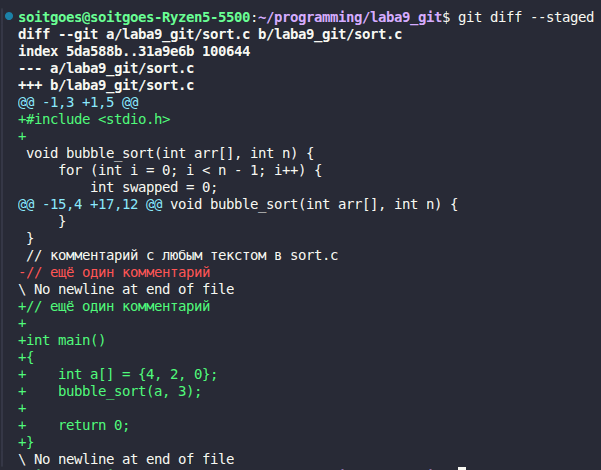 soitgoes@soitgoes-Ryzen5-5500:~/programming/laba9_git$ git diff --staged
diff --git a/laba9_git/sort.c b/laba9_git/sort.c
index 5da588b..31a9e6b 100644
--- a/laba9_git/sort.c
+++ b/laba9_git/sort.c
@@ -1,3 +1,5 @@
+#include <stdio.h>
+
 void bubble_sort(int arr[], int n) {
     for (int i = 0; i < n - 1; i++) {
         int swapped = 0;
@@ -15,4 +17,12 @@ void bubble_sort(int arr[], int n) {
     }
 }
 // комментарий с любым текстом в sort.c
-// ещё один комментарий
\ No newline at end of file
+// ещё один комментарий
+
+int main()
+{
+    int a[] = {4, 2, 0};
+    bubble_sort(a, 3);
+
+    return 0;
+}
\ No newline at end of file